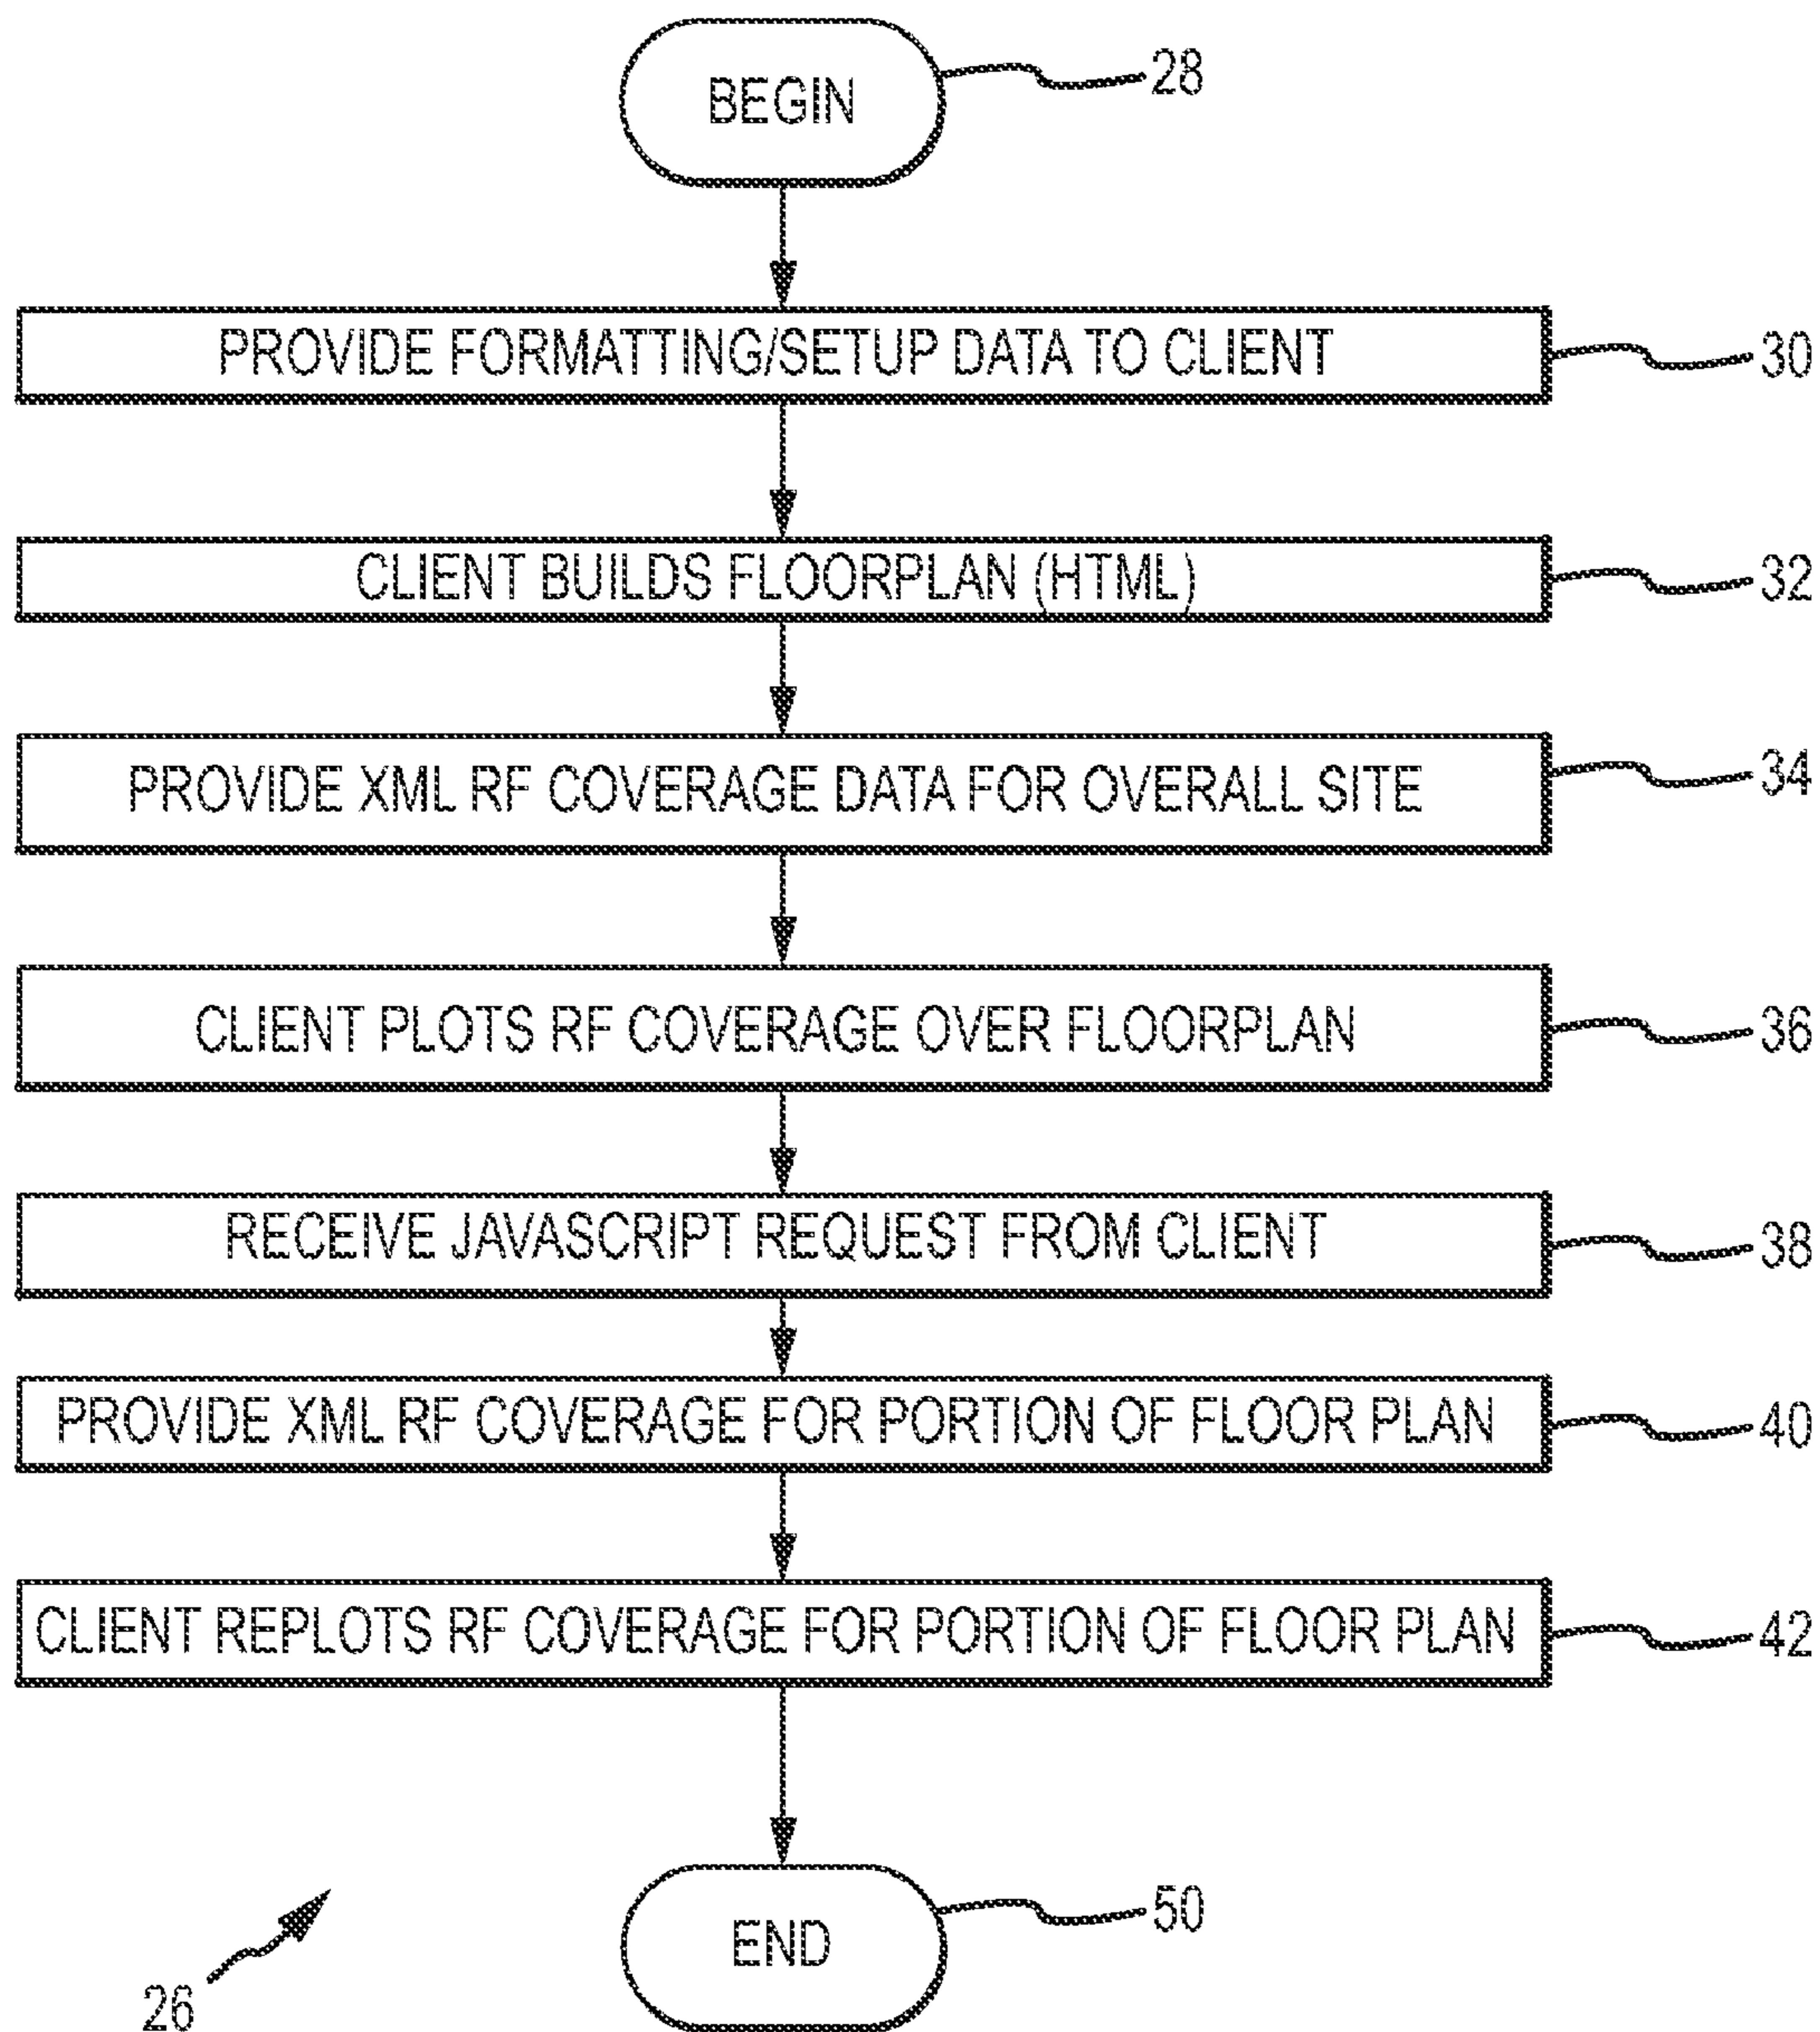 BEGIN
28
PROVIDE FORMATTING/SETUP DATA TO CLIENT
30
CLIENT BUILDS FLOORPLAN (HTML)
32
PROVIDE XML RF COVERAGE DATA FOR OVERALL SITE
34
CLIENT PLOTS RF COVERAGE OVER FLOORPLAN
36
RECEIVE JAVASCRIPT REQUEST FROM CLIENT
38
PROVIDE XML RF COVERAGE FOR PORTION OF FLOOR PLAN
40
CLIENT REPLOTS RF COVERAGE FOR PORTION OF FLOOR PLAN
42
END
50
26